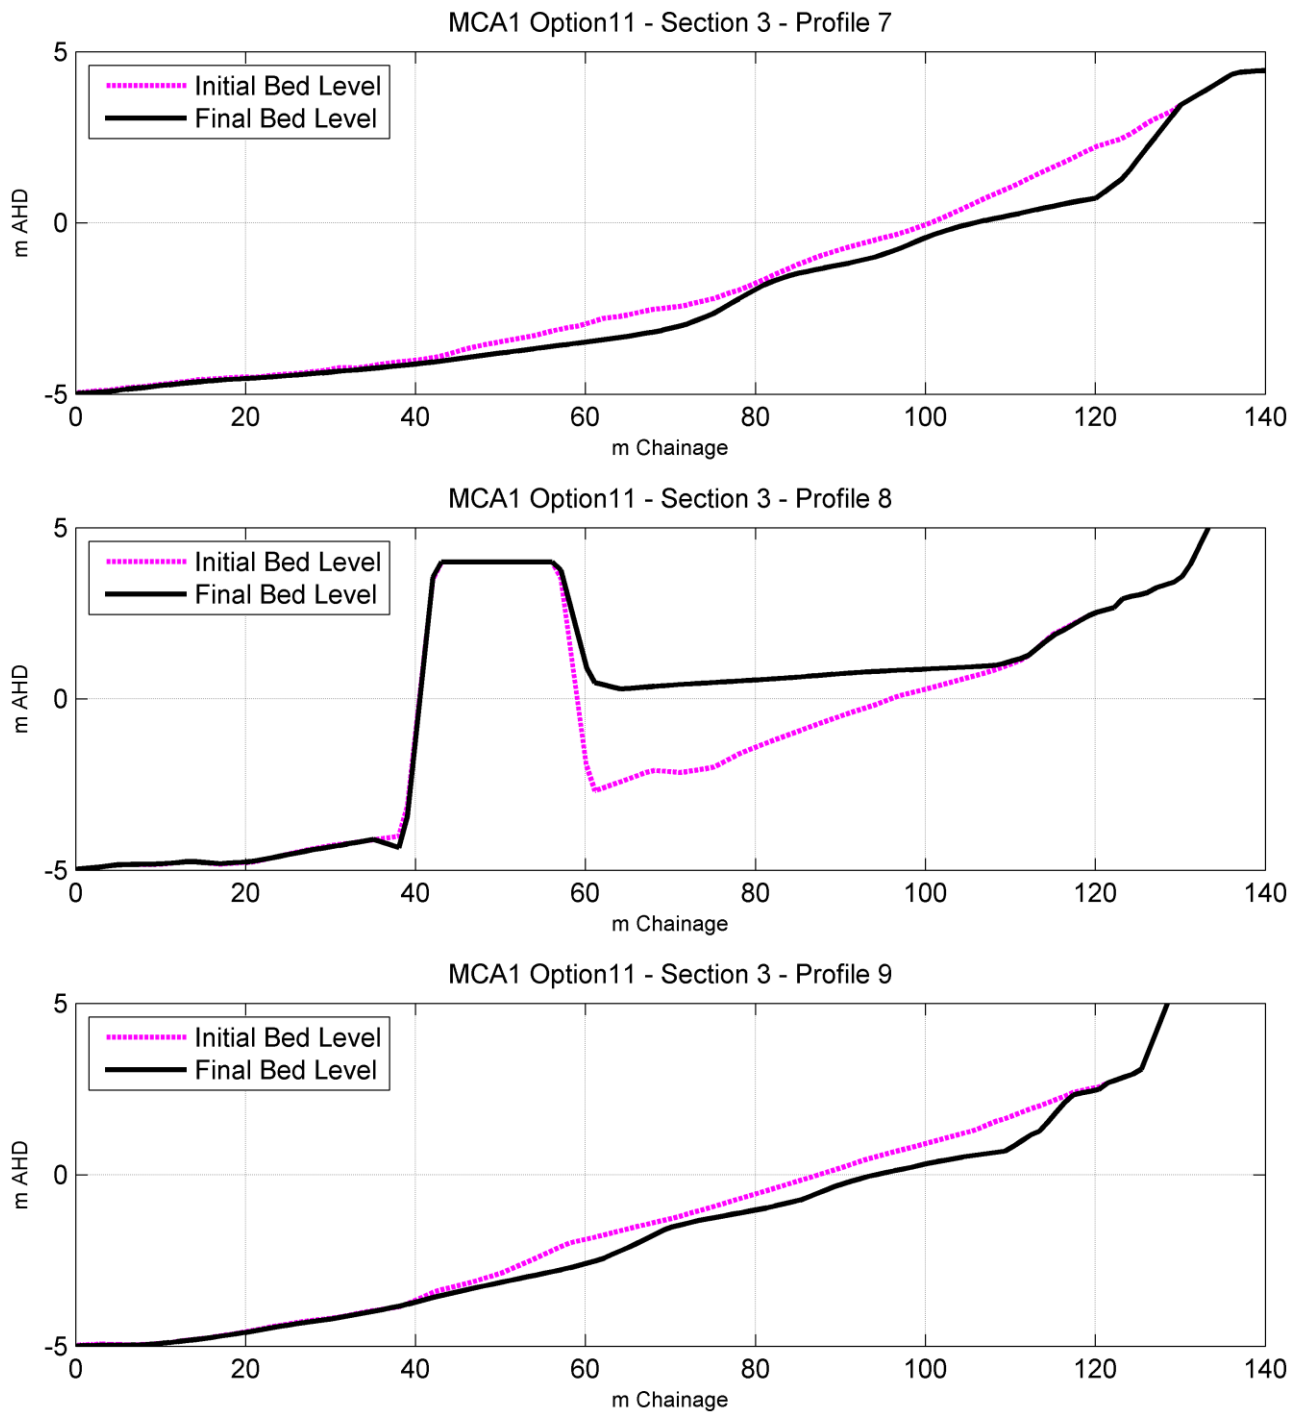 MCA1 Option11 - Section 3 - Profile 7
5
Initial Bed Level
Final Bed Level
m AHD
0
-5
0 20 40 60 80 100 120 140
m Chainage
MCA1 Option11 - Section 3 - Profile 8
5
Initial Bed Level
Final Bed Level
m AHD
0
-5
0 20 40 60 80 100 120 140
m Chainage
MCA1 Option11 - Section 3 - Profile 9
5
Initial Bed Level
Final Bed Level
m AHD
0
-5
0 20 40 60 80 100 120 140
m Chainage